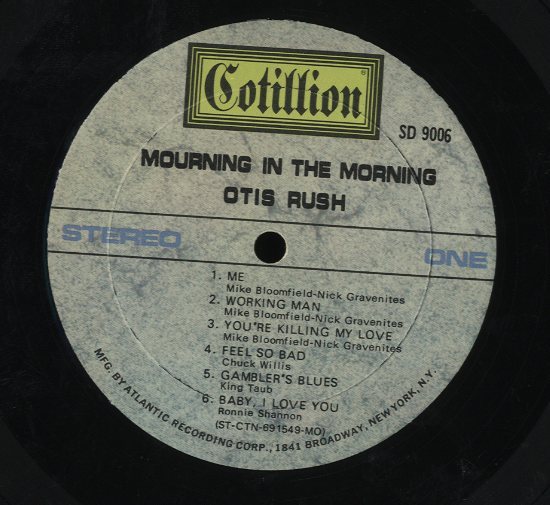 Cotillion®
SD 9006
MOURNING IN THE MORNING
OTIS RUSH
STEREO
ONE
1. ME
Mike Bloomfield-Nick Gravenites
2. WORKING MAN
Mike Bloomfield-Nick Gravenites
3. YOU'RE KILLING MY LOVE
Mike Bloomfield-Nick Gravenites
4. FEEL SO BAD
Chuck Willis
5. GAMBLER'S BLUES
King Taub
6. BABY, I LOVE YOU
Ronnie Shannon
(ST-CTN-691549-MO)
MFG. BY ATLANTIC RECORDING CORP., 1841 BROADWAY, NEW YORK, N.Y.